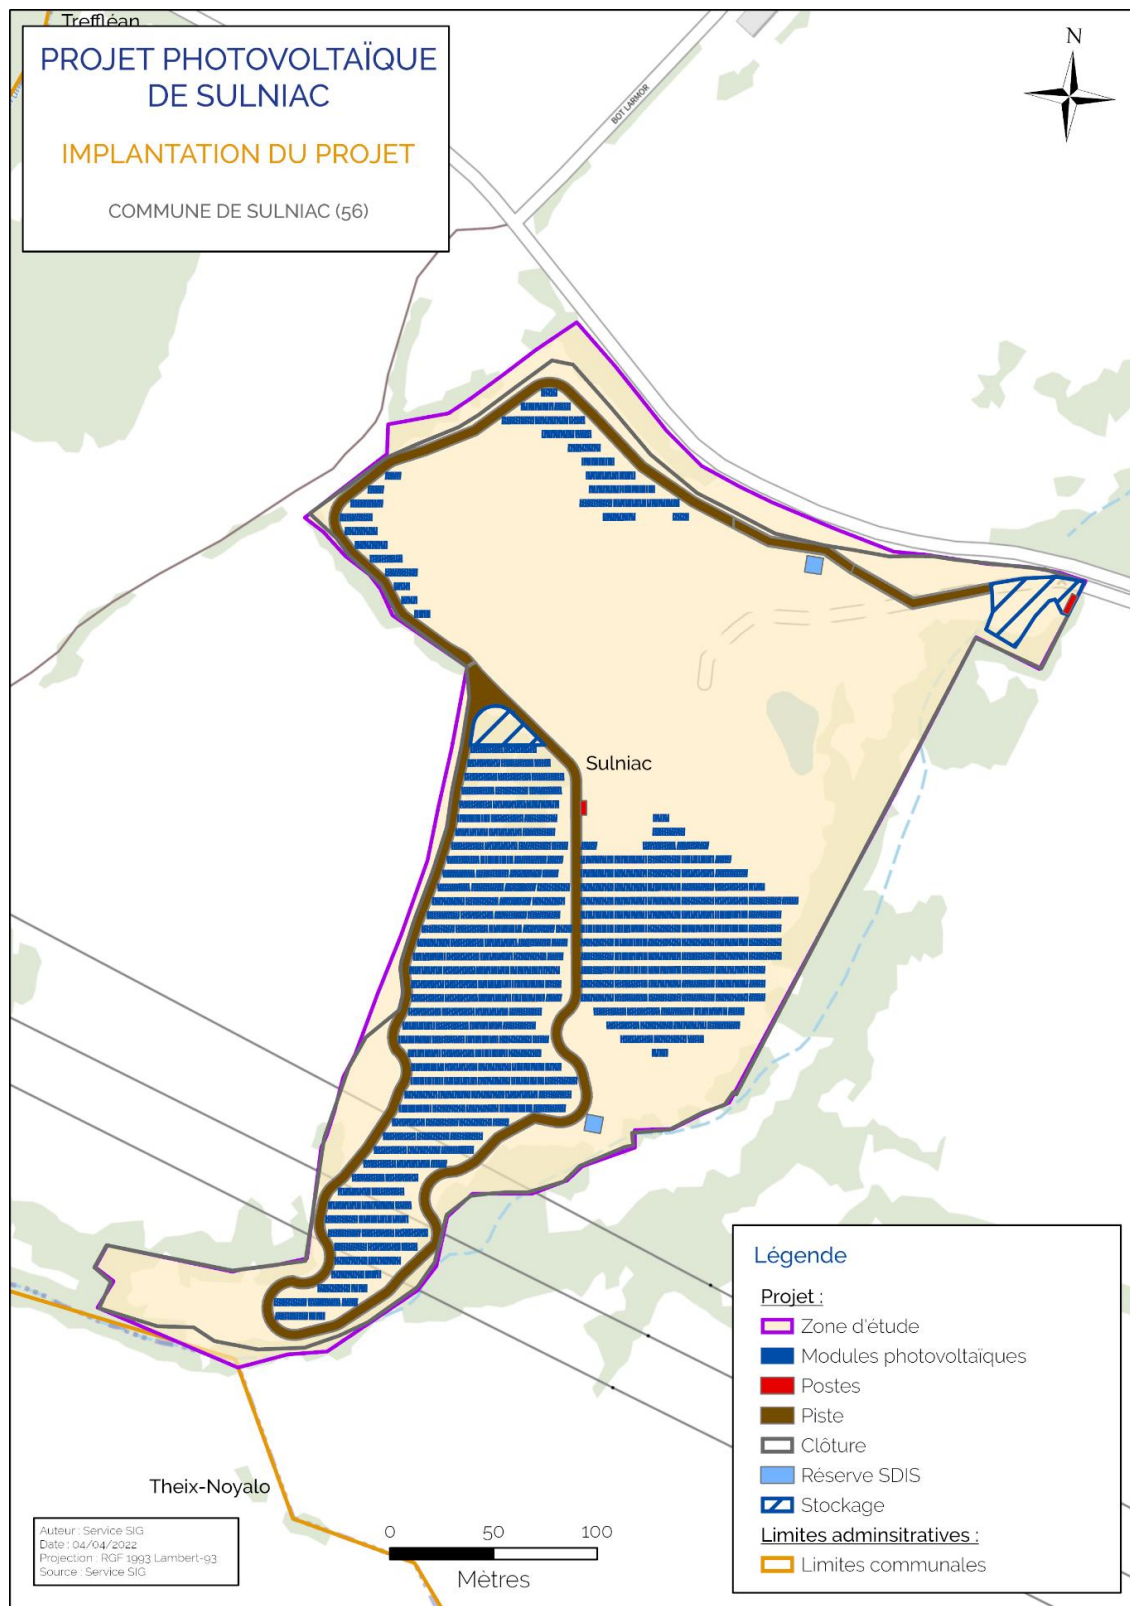 Treffléan
PROJET PHOTOVOLTAÏQUE
DE SULNIAC
IMPLANTATION DU PROJET
COMMUNE DE SULNIAC (56)
N
BOT LARMOR
Sulniac
Theix-Noyalo
Auteur : Service SIG
Date : 04/04/2022
Projection : RGF 1993 Lambert-93
Source : Service SIG
0 50 100
Mètres
Légende
Projet :
Zone d'étude
Modules photovoltaïques
Postes
Piste
Clôture
Réserve SDIS
Stockage
Limites adminsitratives :
Limites communales